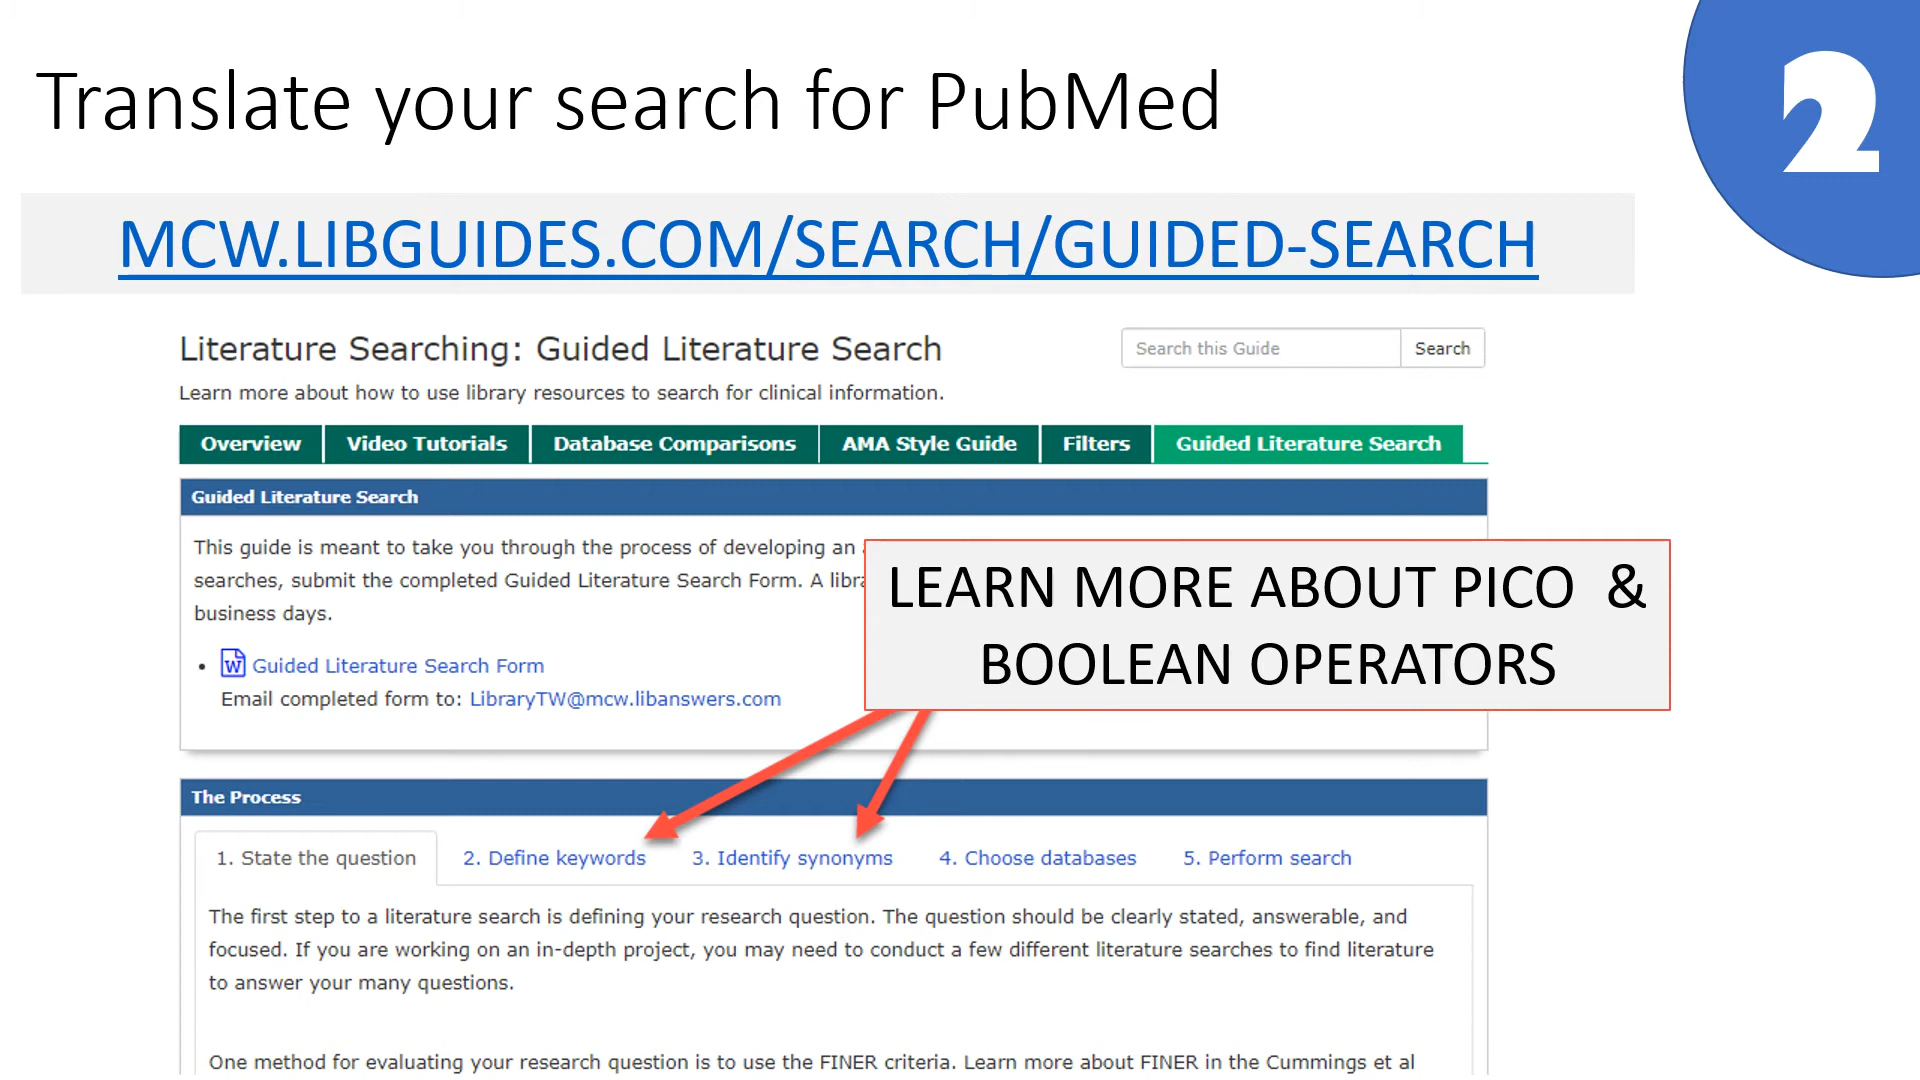 Translate your search for PubMed
2
MCW.LIBGUIDES.COM/SEARCH/GUIDED-SEARCH
Literature Searching: Guided Literature Search
Search this Guide
Search
Learn more about how to use library resources to search for clinical information.
Overview
Video Tutorials
Database Comparisons
AMA Style Guide
Filters
Guided Literature Search
Guided Literature Search
This guide is meant to take you through the process of developing an
searches, submit the completed Guided Literature Search Form. A
business days.
LEARN MORE ABOUT PICO &
BOOLEAN OPERATORS
• W Guided Literature Search Form
Email completed form to: LibraryTW@mcw.libanswers.com
The Process
1. State the question
2. Define keywords
3. Identify synonyms
4. Choose databases
5. Perform search
The first step to a literature search is defining your research question. The question should be clearly stated, answerable, and
focused. If you are working on an in-depth project, you may need to conduct a few different literature searches to find literature
to answer your many questions.
One method for evaluating your research question is to use the FINER criteria. Learn more about FINER in the Cummings et al